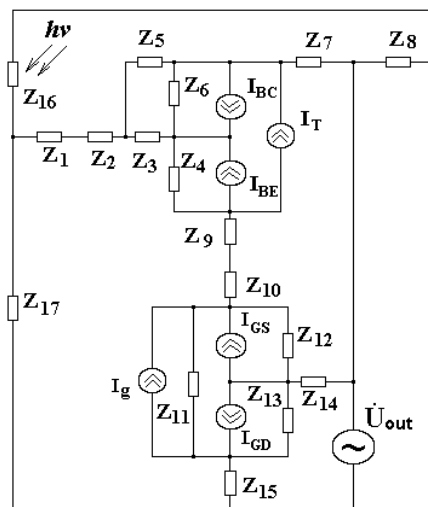 hν
Z5
Z7
Z8
Z16
Z6
IBC
IT
Z1
Z2
Z3
Z4
IBE
Z9
Z10
Z17
IGS
Z12
Ig
Z11
Z13
Z14
U̇out
IGD
~
Z15